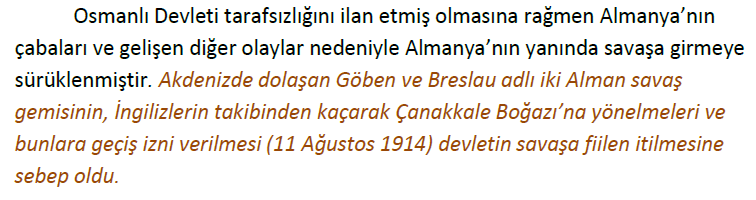 Osmanlı Devleti tarafsızlığını ilan etmiş olmasına rağmen Almanya’nın
çabaları ve gelişen diğer olaylar nedeniyle Almanya’nın yanında savaşa girmeye
sürüklenmiştir. Akdenizde dolaşan Göben ve Breslau adlı iki Alman savaş
gemisinin, İngilizlerin takibinden kaçarak Çanakkale Boğazı’na yönelmeleri ve
bunlara geçiş izni verilmesi (11 Ağustos 1914) devletin savaşa fiilen itilmesine
sebep oldu.